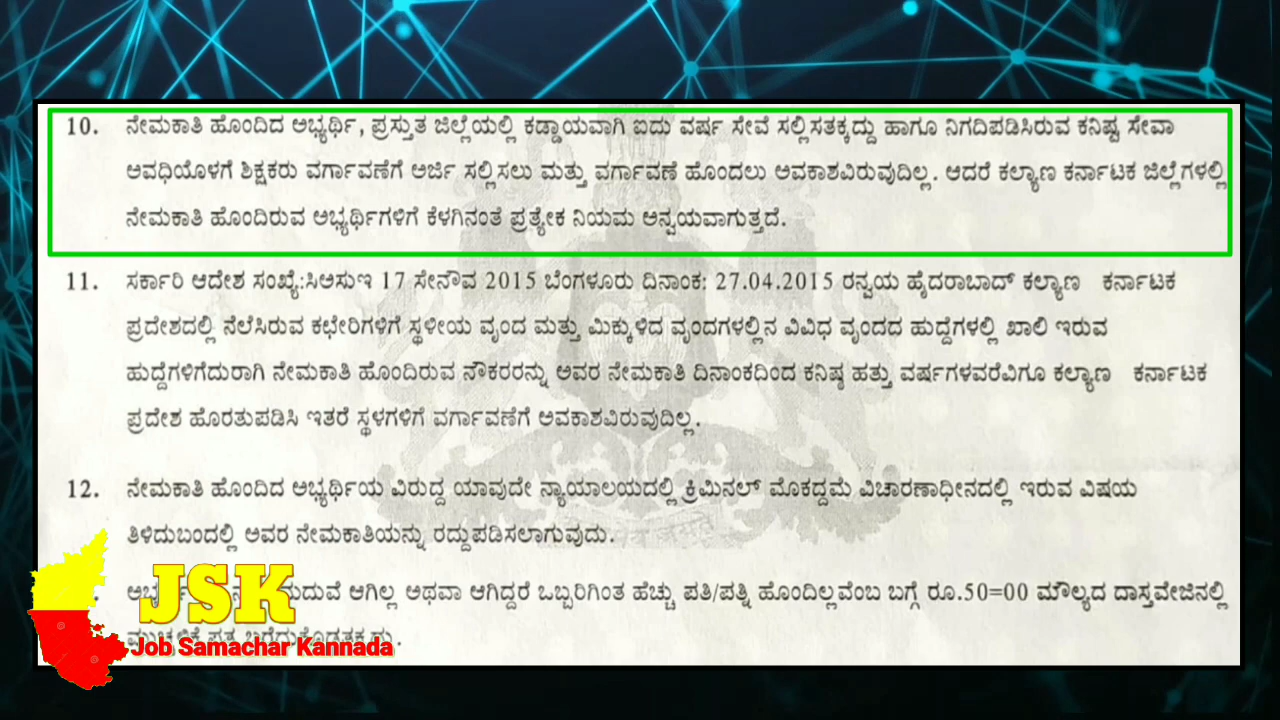 10. ನೇಮಕಾತಿ ಹೊಂದಿದ ಅಭ್ಯರ್ಥಿ, ಪ್ರಸ್ತುತ ಜಿಲ್ಲೆಯಲ್ಲಿ ಕಡ್ಡಾಯವಾಗಿ ಐದು ವರ್ಷ ಸೇವೆ ಸಲ್ಲಿಸತಕ್ಕದ್ದು ಹಾಗೂ ನಿಗದಿಪಡಿಸಿರುವ ಕನಿಷ್ಟ ಸೇವಾ
ಅವಧಿಯೊಳಗೆ ಶಿಕ್ಷಕರು ವರ್ಗಾವಣೆಗೆ ಅರ್ಜಿ ಸಲ್ಲಿಸಲು ಮತ್ತು ವರ್ಗಾವಣೆ ಹೊಂದಲು ಅವಕಾಶವಿರುವುದಿಲ್ಲ. ಆದರೆ ಕಲ್ಯಾಣ ಕರ್ನಾಟಕ ಜಿಲ್ಲೆಗಳಲ್ಲಿ
ನೇಮಕಾತಿ ಹೊಂದಿರುವ ಅಭ್ಯರ್ಥಿಗಳಿಗೆ ಕೆಳಗಿನಂತೆ ಪ್ರತ್ಯೇಕ ನಿಯಮ ಅನ್ವಯವಾಗುತ್ತದೆ.
11. ಸರ್ಕಾರಿ ಆದೇಶ ಸಂಖ್ಯೆ:ಸಿಆಸುಇ 17 ಸೇನೌವ 2015 ಬೆಂಗಳೂರು ದಿನಾಂಕ: 27.04.2015 ರನ್ವಯ ಹೈದರಾಬಾದ್ ಕಲ್ಯಾಣ ಕರ್ನಾಟಕ
ಪ್ರದೇಶದಲ್ಲಿ ನೆಲೆಸಿರುವ ಕಛೇರಿಗಳಿಗೆ ಸ್ಥಳೀಯ ವೃಂದ ಮತ್ತು ಮಿಕ್ಕುಳಿದ ವೃಂದಗಳಲ್ಲಿನ ವಿವಿಧ ವೃಂದದ ಹುದ್ದೆಗಳಲ್ಲಿ ಖಾಲಿ ಇರುವ
ಹುದ್ದೆಗಳಿಗೆದುರಾಗಿ ನೇಮಕಾತಿ ಹೊಂದಿರುವ ನೌಕರರನ್ನು ಅವರ ನೇಮಕಾತಿ ದಿನಾಂಕದಿಂದ ಕನಿಷ್ಠ ಹತ್ತು ವರ್ಷಗಳವರೆವಿಗೂ ಕಲ್ಯಾಣ ಕರ್ನಾಟಕ
ಪ್ರದೇಶ ಹೊರತುಪಡಿಸಿ ಇತರೆ ಸ್ಥಳಗಳಿಗೆ ವರ್ಗಾವಣೆಗೆ ಅವಕಾಶವಿರುವುದಿಲ್ಲ.
12. ನೇಮಕಾತಿ ಹೊಂದಿದ ಅಭ್ಯರ್ಥಿಯ ವಿರುದ್ದ ಯಾವುದೇ ನ್ಯಾಯಾಲಯದಲ್ಲಿ ಕ್ರಿಮಿನಲ್ ಮೊಕದ್ದಮೆ ವಿಚಾರಣಾಧೀನದಲ್ಲಿ ಇರುವ ವಿಷಯ
ತಿಳಿದುಬಂದಲ್ಲಿ ಅವರ ನೇಮಕಾತಿಯನ್ನು ರದ್ದುಪಡಿಸಲಾಗುವುದು.
ಆಗಿಲ್ಲ ಅಥವಾ ಆಗಿದ್ದರೆ ಒಬ್ಬರಿಗಿಂತ ಹೆಚ್ಚು ಪತಿ/ಪತ್ನಿ ಹೊಂದಿಲ್ಲವೆಂಬ ಬಗ್ಗೆ ರೂ.50=00 ಮೌಲ್ಯದ ದಾಸ್ತವೇಜಿನಲ್ಲಿ
JSK
Job Samachar Kannada